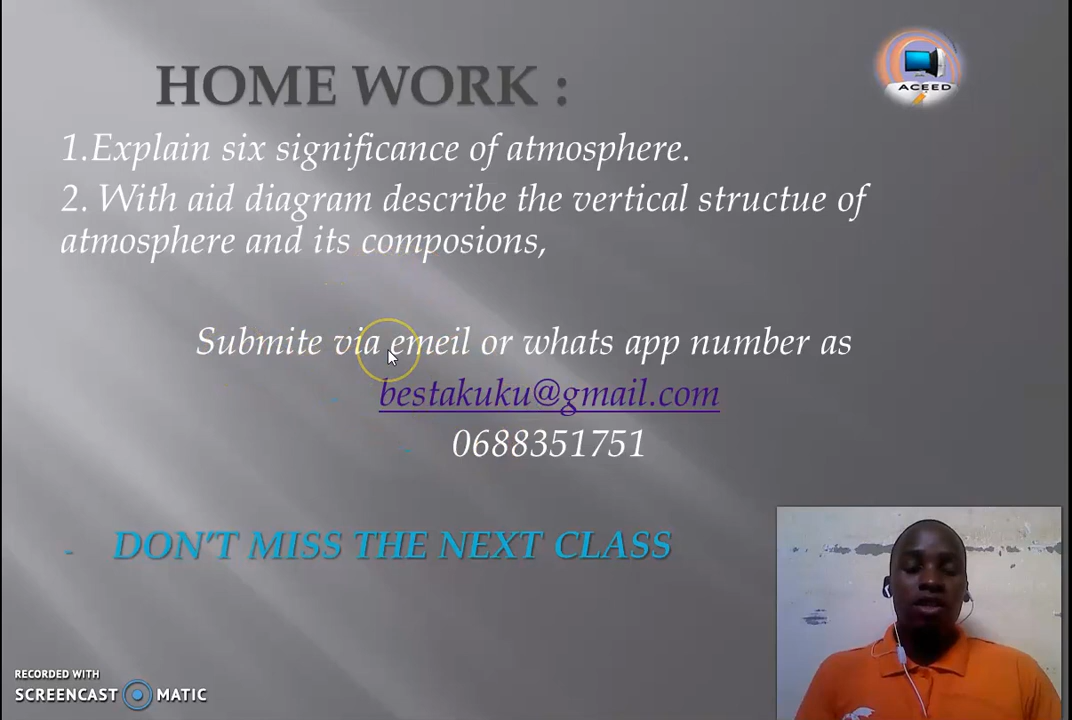 HOME WORK :
ACEED
1.Explain six significance of atmosphere.
2. With aid diagram describe the vertical structue of
atmosphere and its composions,
Submite via emeil or whats app number as
bestakuku@gmail.com
0688351751
- DON'T MISS THE NEXT CLASS
RECORDED WITH
SCREENCAST MATIC